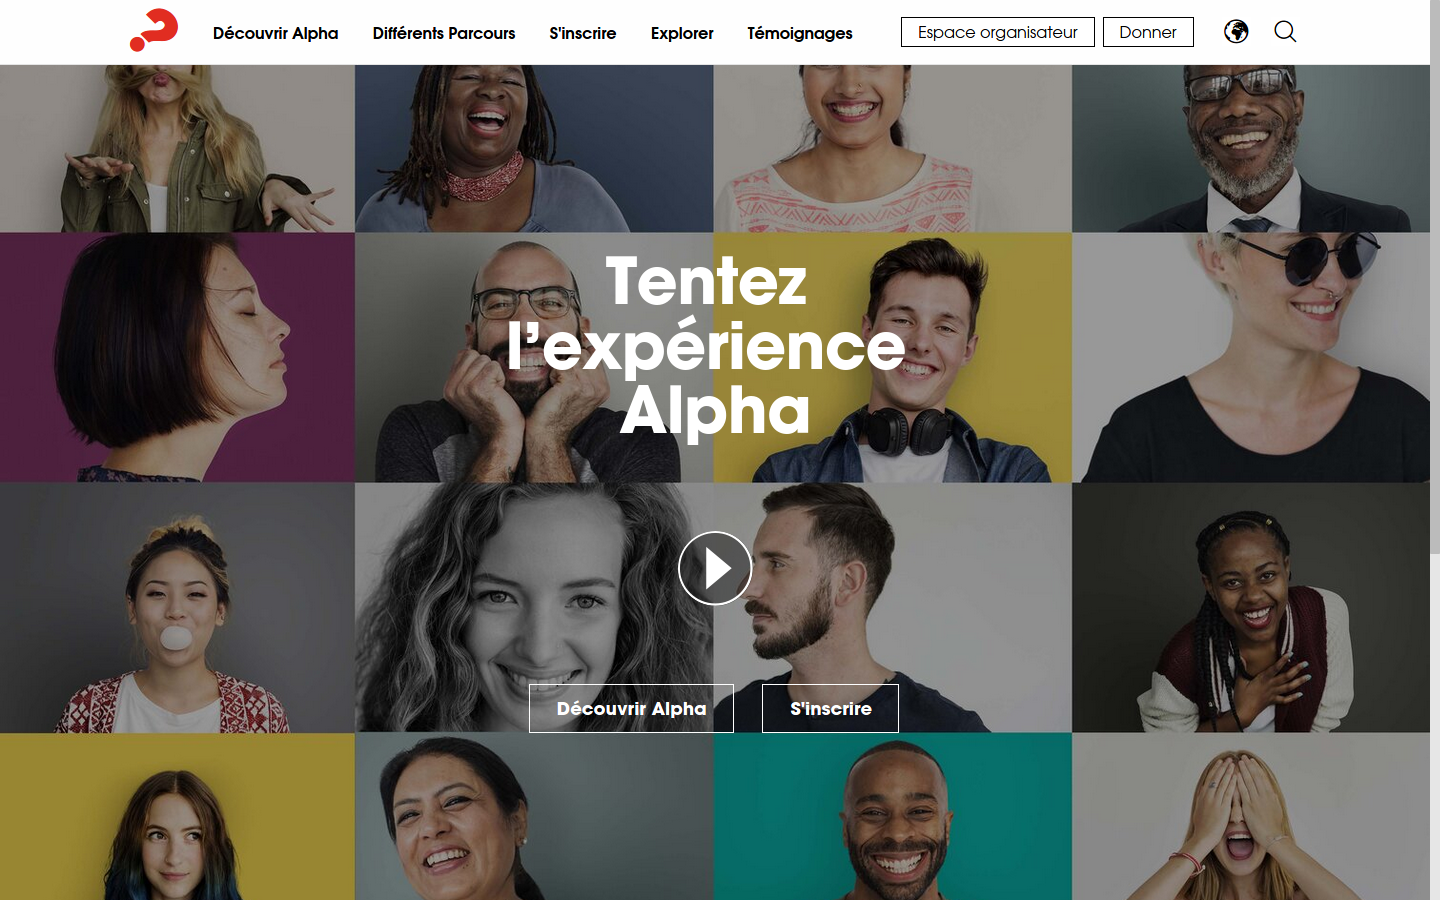 Découvrir Alpha
Différents Parcours
S'inscrire
Explorer
Témoignages
Espace organisateur
Donner
Tentez
l’expérience
Alpha
Découvrir Alpha
S'inscrire